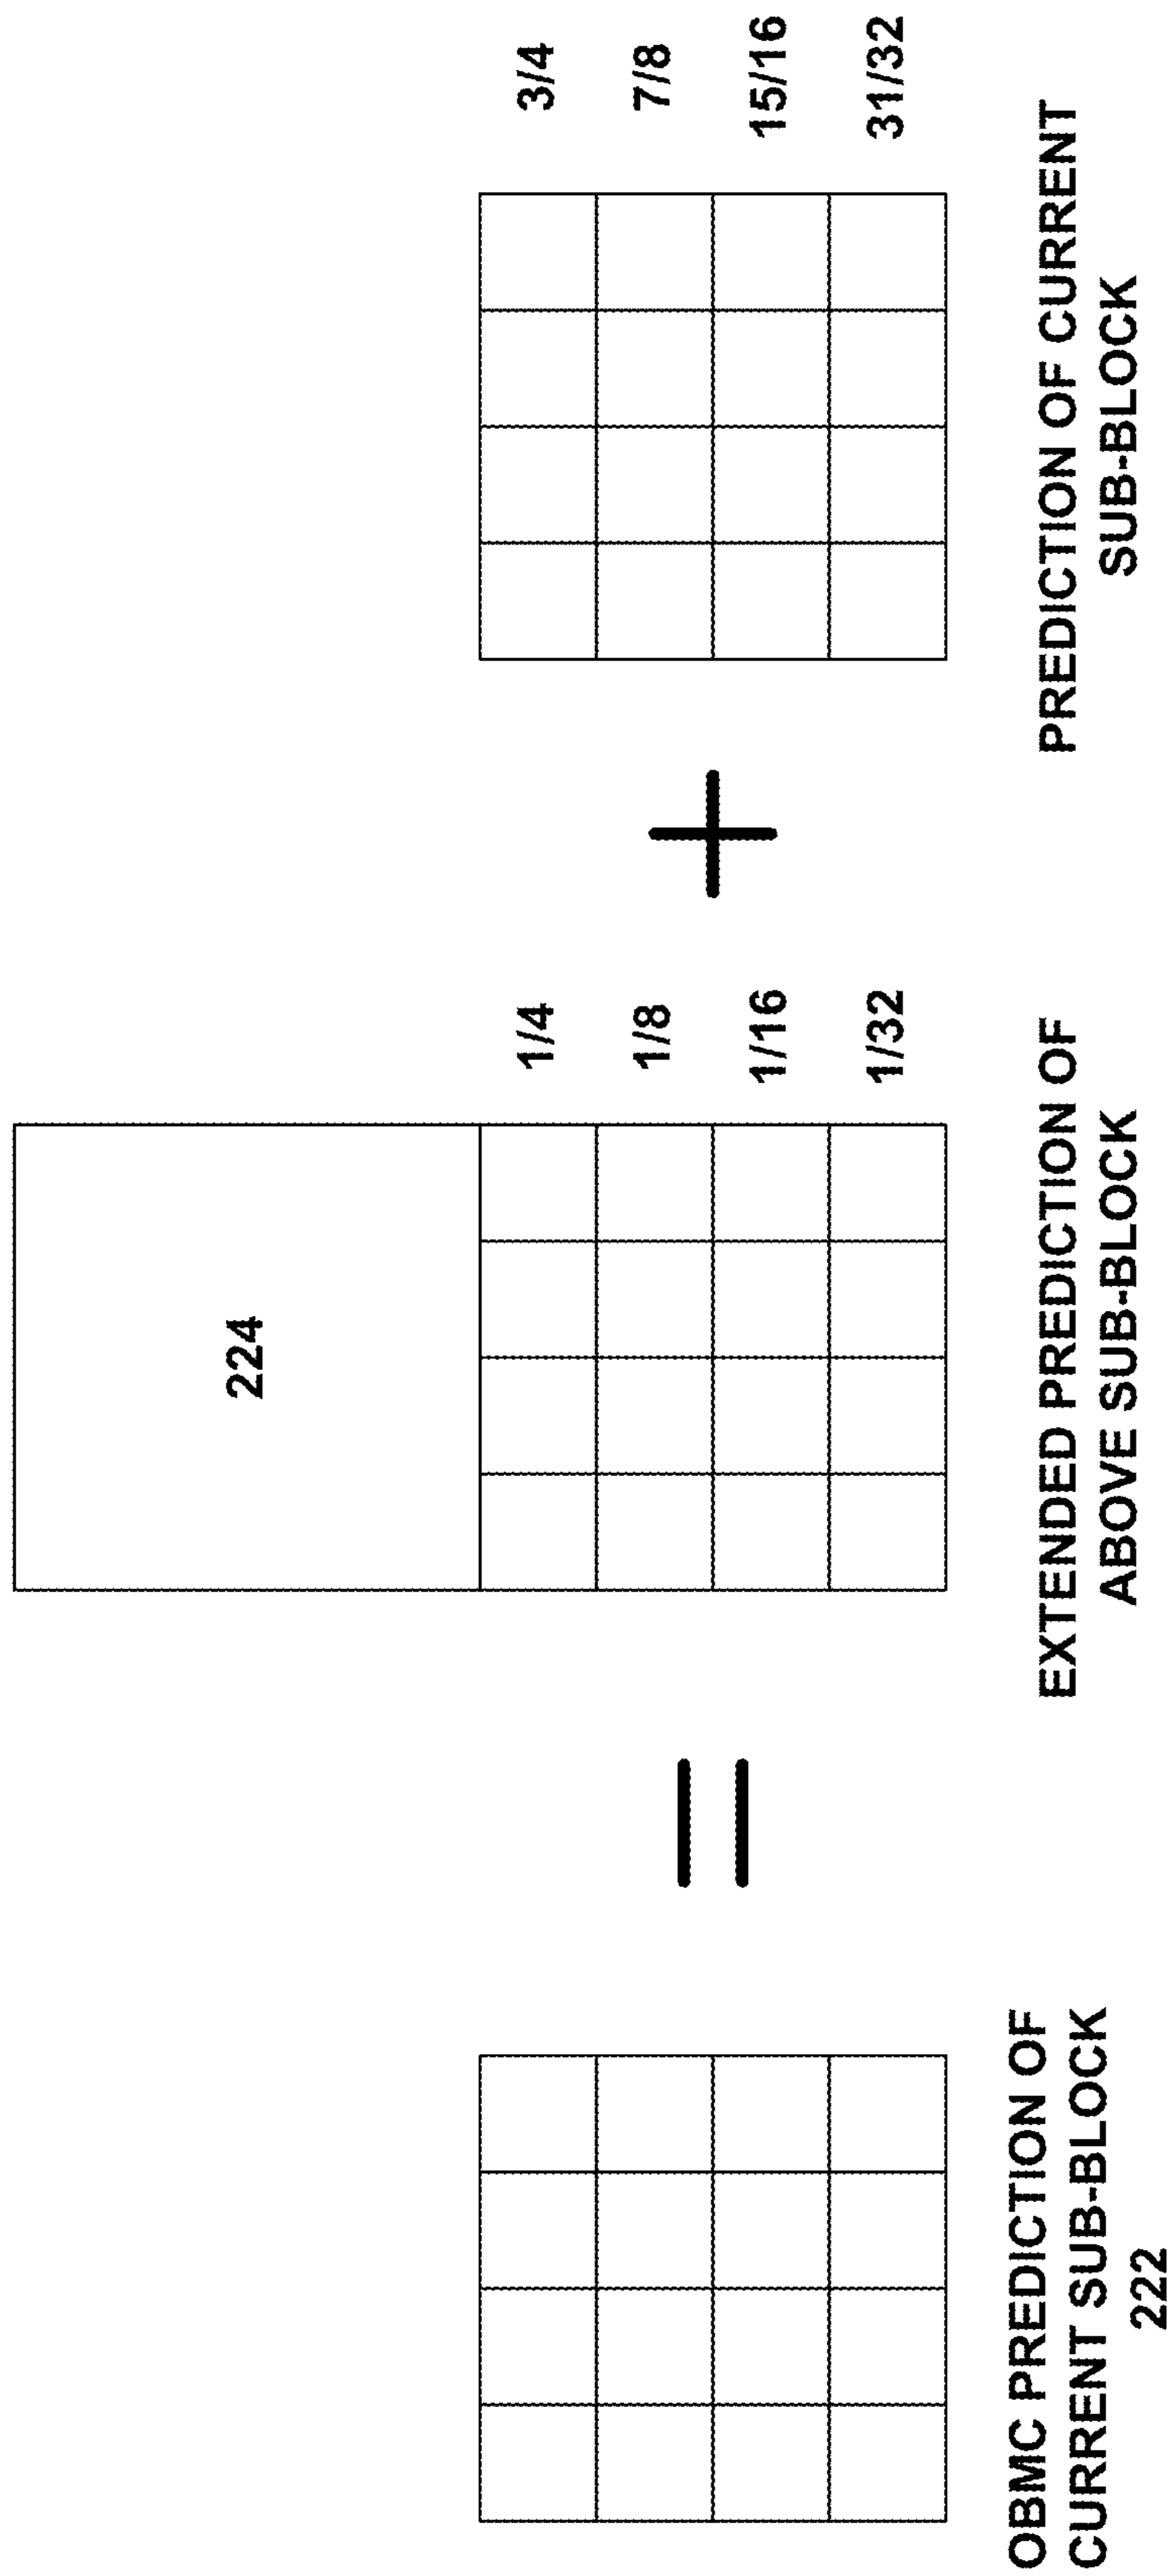 OBMC PREDICTION OF
CURRENT SUB-BLOCK
222
=
224
1/4
1/8
1/16
1/32
EXTENDED PREDICTION OF
ABOVE SUB-BLOCK
+
3/4
7/8
15/16
31/32
PREDICTION OF CURRENT
SUB-BLOCK